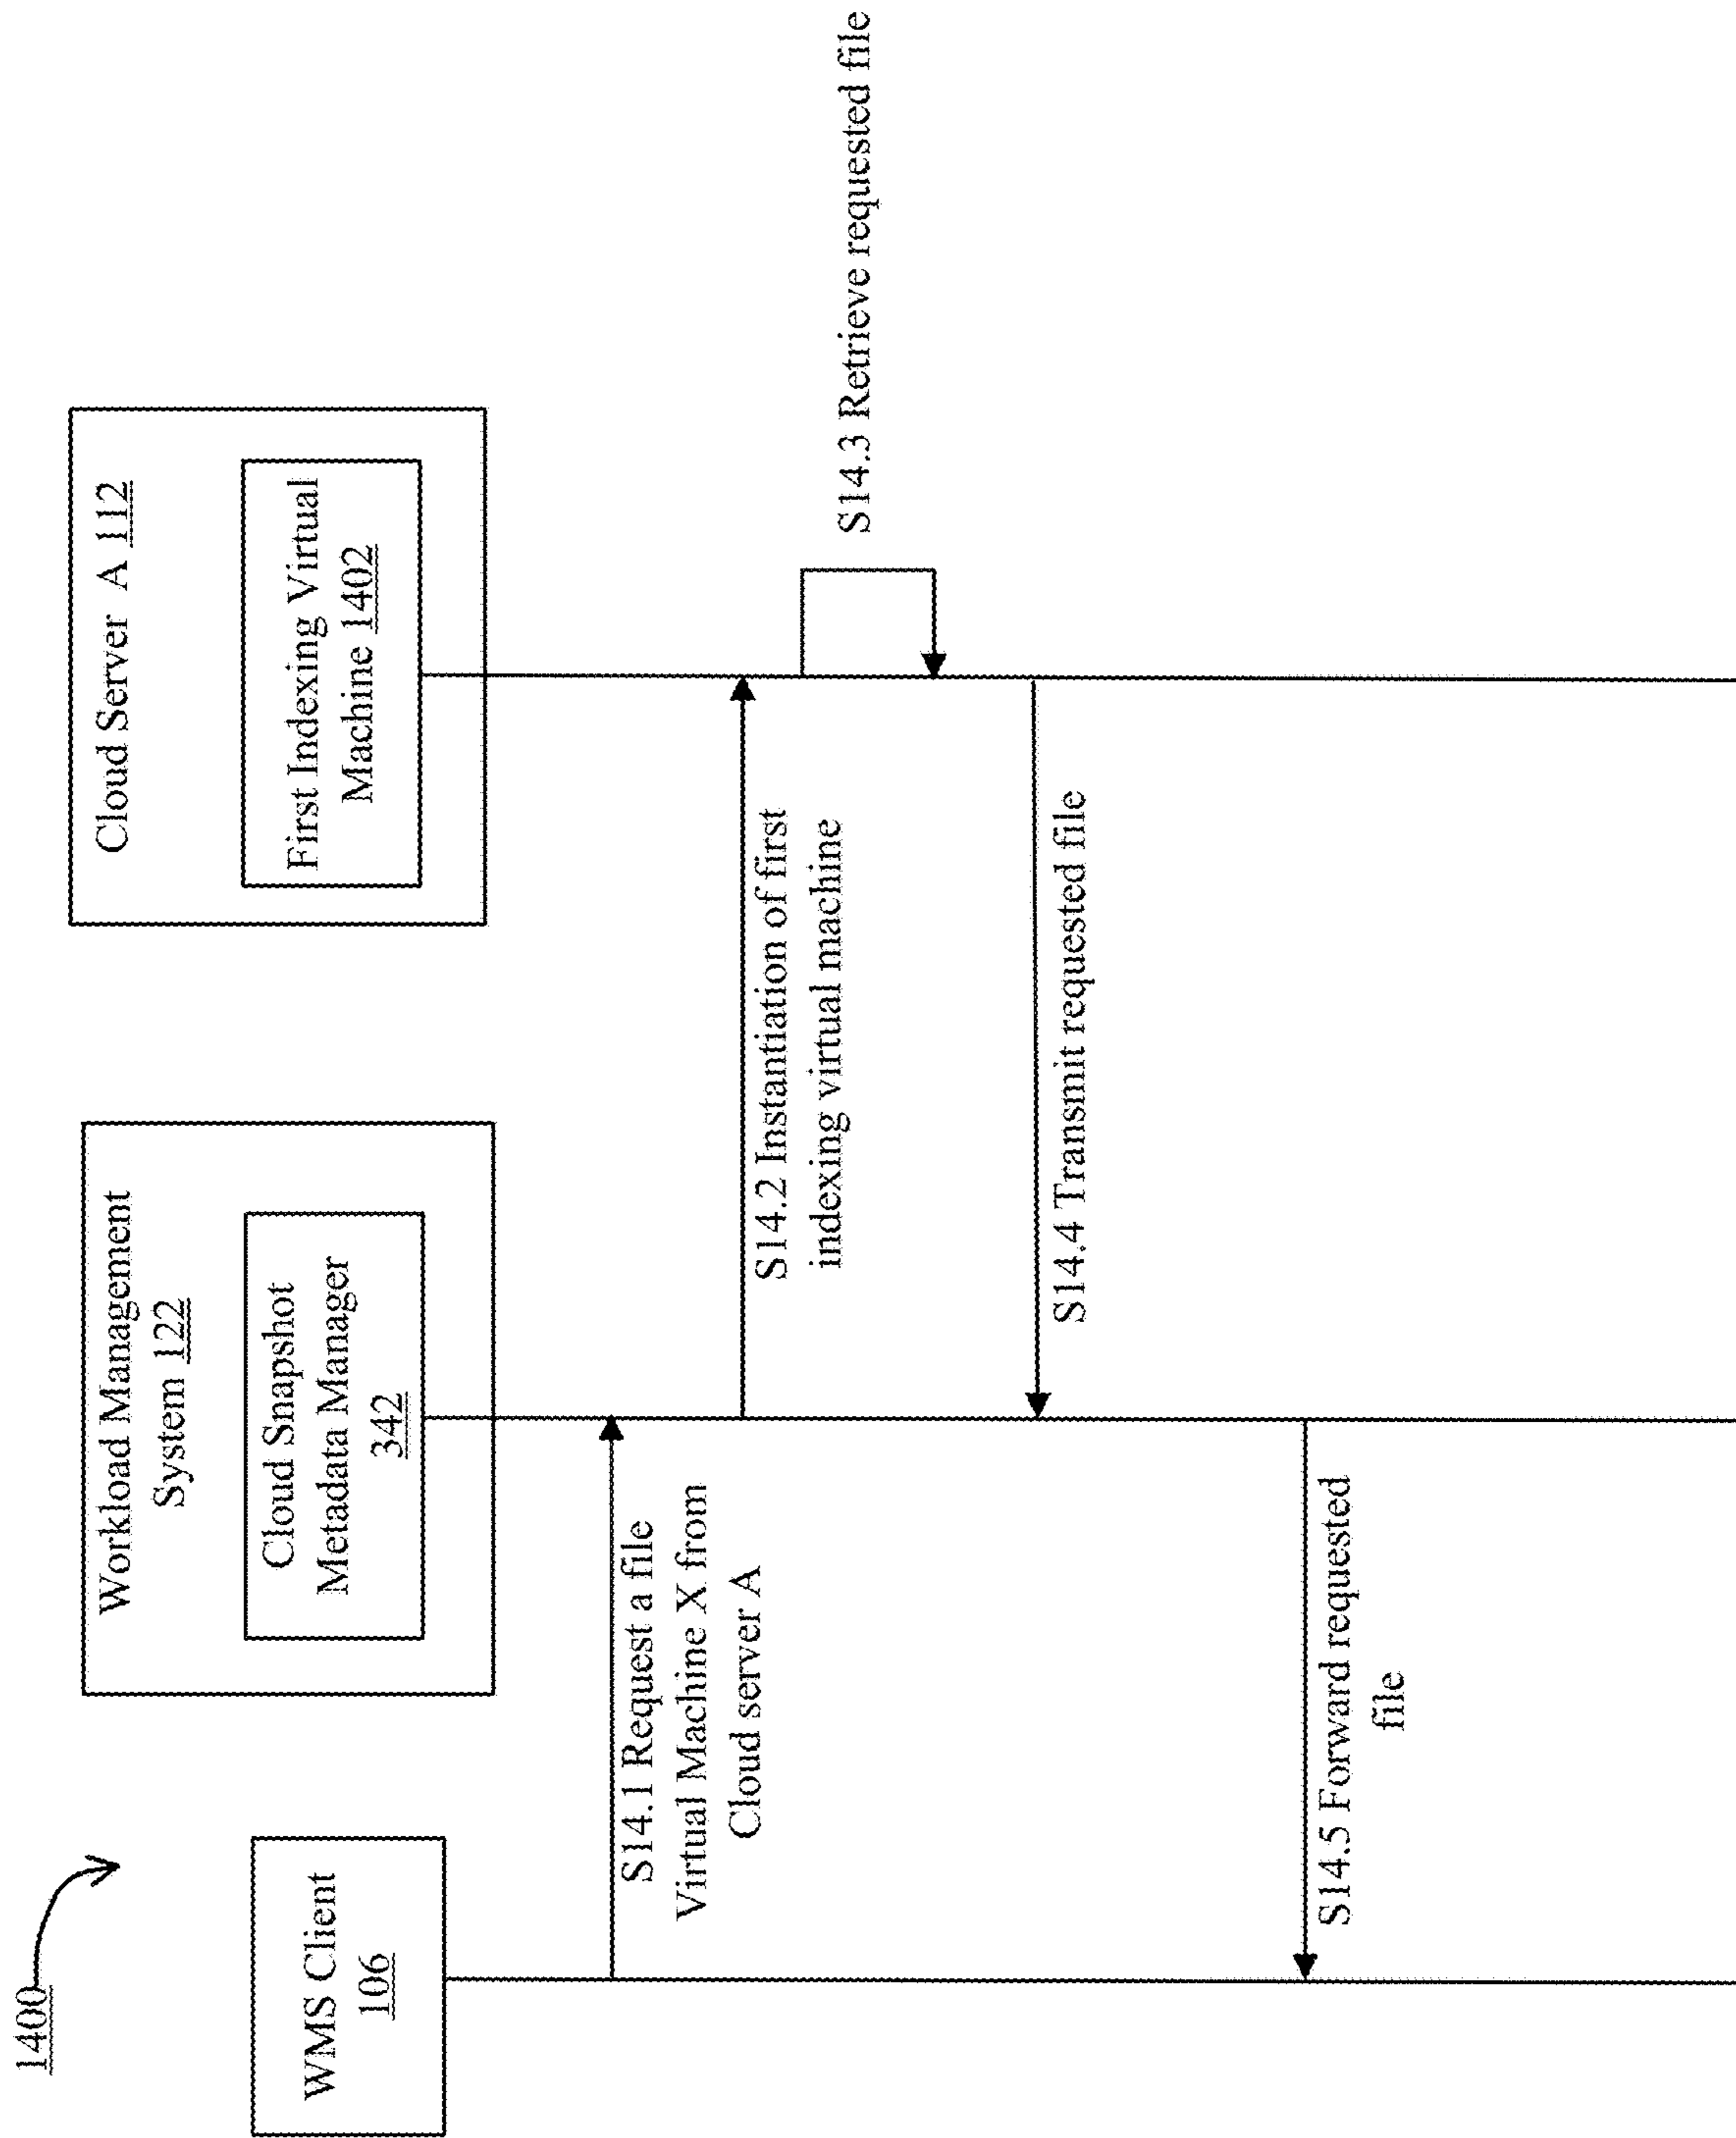 1400
WMS Client
106
Workload Management
System 122
Cloud Snapshot
Metadata Manager
342
Cloud Server A 112
First Indexing Virtual
Machine 1402
S14.1 Request a file
Virtual Machine X from
Cloud server A
S14.2 Instantiation of first
indexing virtual machine
S14.3 Retrieve requested file
S14.4 Transmit requested file
S14.5 Forward requested
file